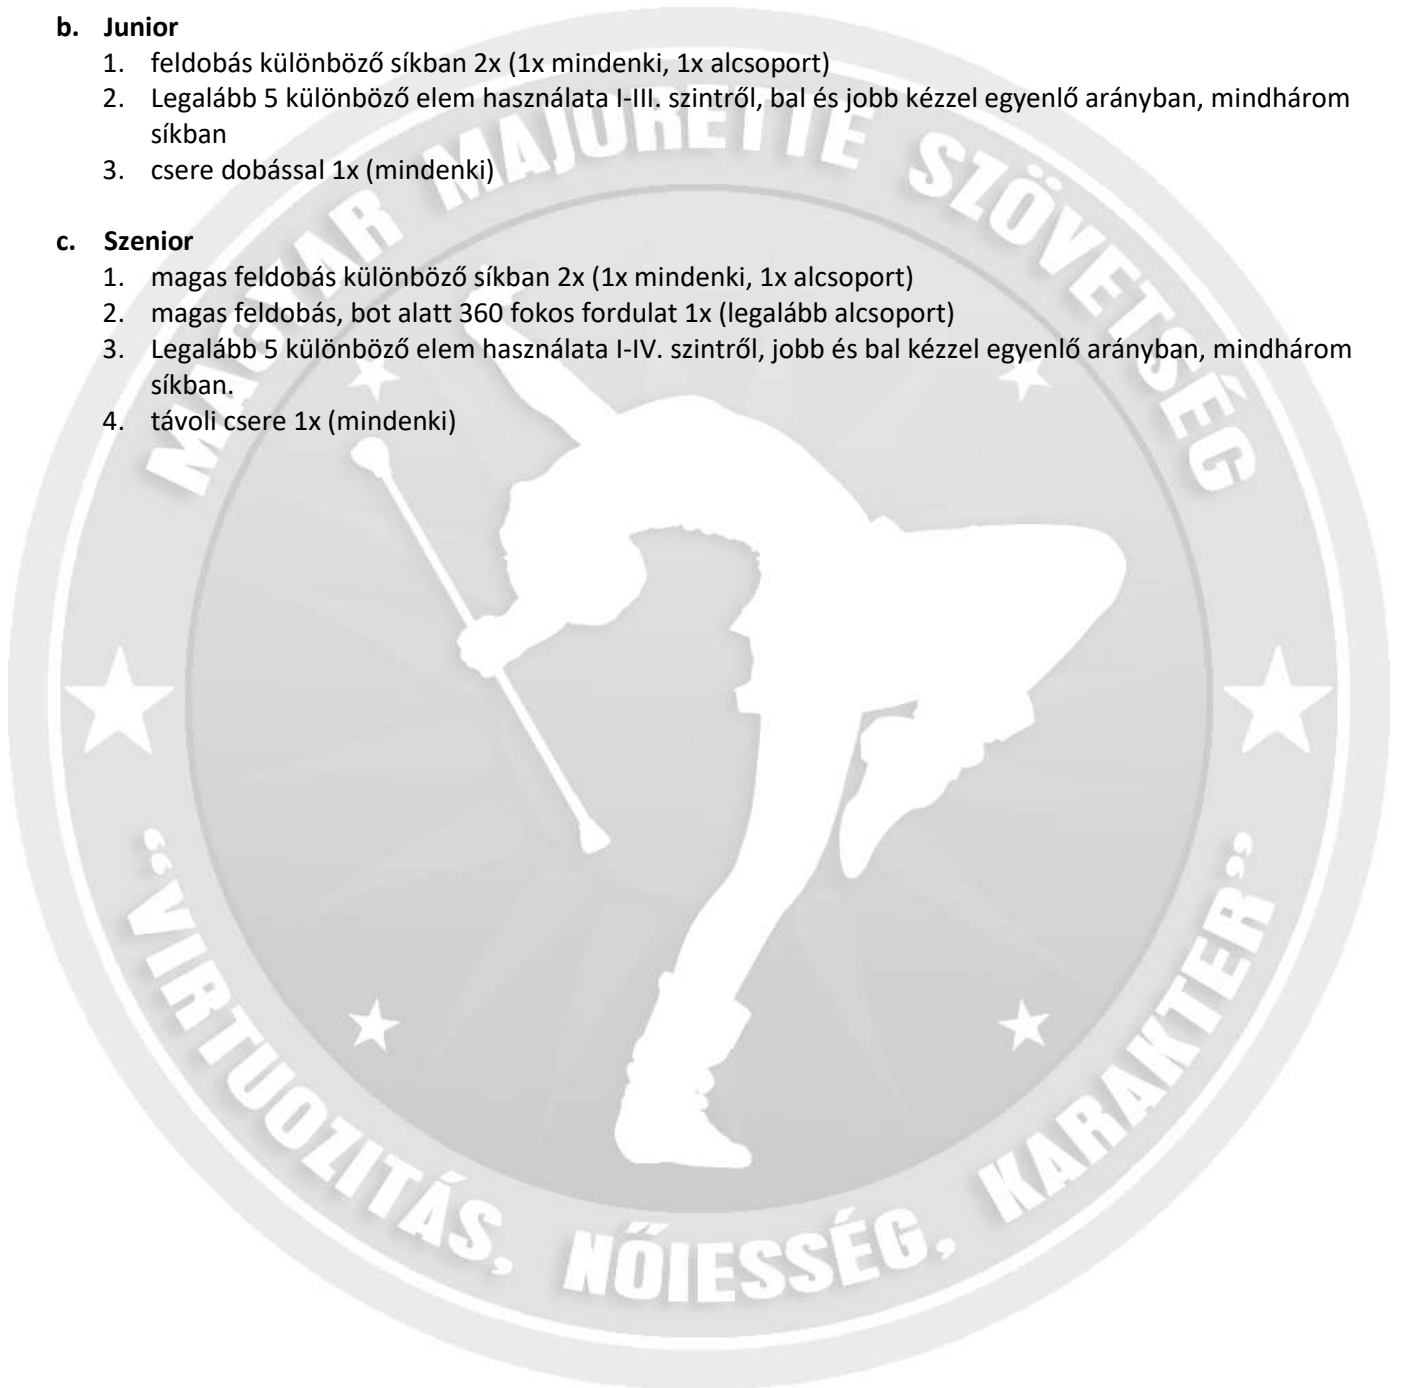 b. Junior
1. feldobás különböző síkban 2x (1x mindenki, 1x alcsoport)
2. Legalább 5 különböző elem használata I-III. szintről, bal és jobb kézzel egyenlő arányban, mindhárom
síkban
3. csere dobással 1x (mindenki)
c. Szenior
1. magas feldobás különböző síkban 2x (1x mindenki, 1x alcsoport)
2. magas feldobás, bot alatt 360 fokos fordulat 1x (legalább alcsoport)
3. Legalább 5 különböző elem használata I-IV. szintről, jobb és bal kézzel egyenlő arányban, mindhárom
síkban.
4. távoli csere 1x (mindenki)
MAGYAR MAJORETTE SZÖVETSÉG
“VIRTUOZITÁS, NŐIESSÉG, KARAKTER”